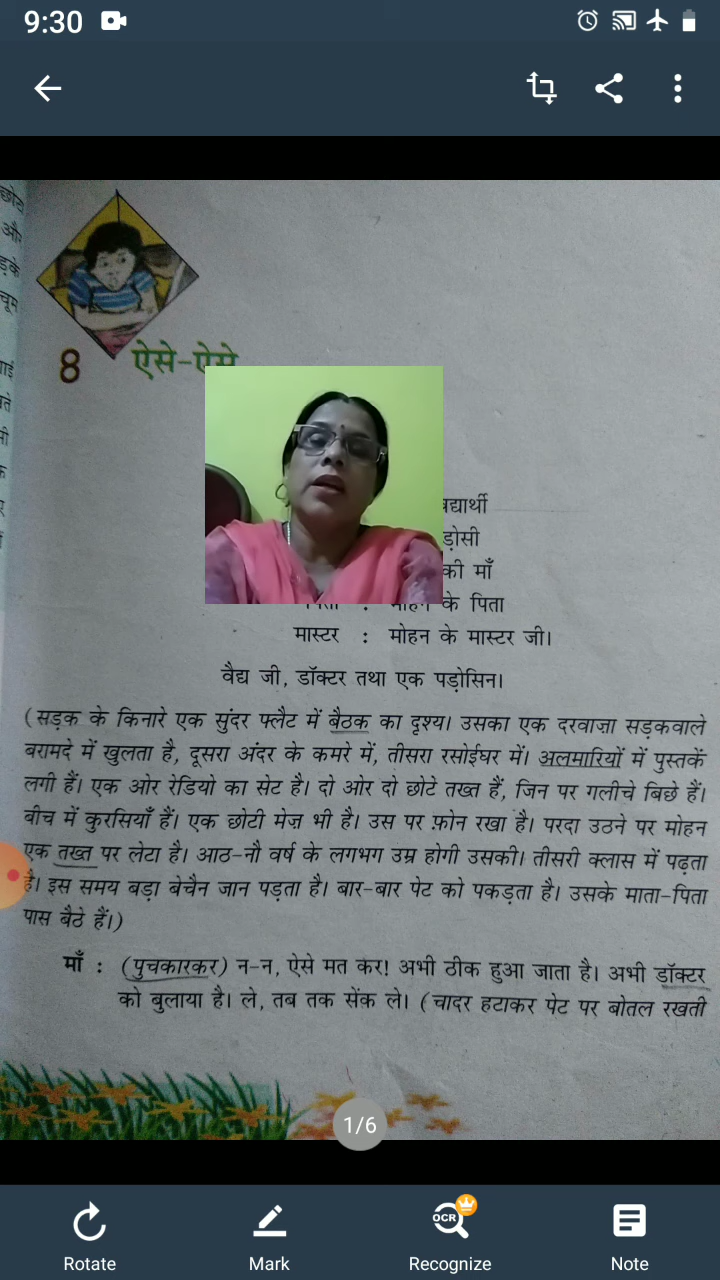 9:30
8 ऐसे-ऐसे
की माँ
के पिता
मास्टर : मोहन के मास्टर जी।
वैद्य जी, डॉक्टर तथा एक पड़ोसिन।
(सड़क के किनारे एक सुंदर फ्लैट में बैठक का दृश्य। उसका एक दरवाज़ा सड़कवाले
बरामदे में खुलता है, दूसरा अंदर के कमरे में, तीसरा रसोईघर में। अलमारियों में पुस्तकें
लगी हैं। एक ओर रेडियो का सेट है। दो ओर दो छोटे तख्त हैं, जिन पर गलीचे बिछे हैं।
बीच में कुरसियाँ हैं। एक छोटी मेज़ भी है। उस पर फ़ोन रखा है। परदा उठने पर मोहन
एक तख्त पर लेटा है। आठ-नौ वर्ष के लगभग उम्र होगी उसकी। तीसरी क्लास में पढ़ता
है। इस समय बड़ा बेचैन जान पड़ता है। बार-बार पेट को पकड़ता है। उसके माता-पिता
पास बैठे हैं।)
माँ : (पुचकारकर) न-न, ऐसे मत कर! अभी ठीक हुआ जाता है। अभी डॉक्टर
को बुलाया है। ले, तब तक सेंक ले। (चादर हटाकर पेट पर बोतल रखती
1/6
OCR
Rotate Mark Recognize Note